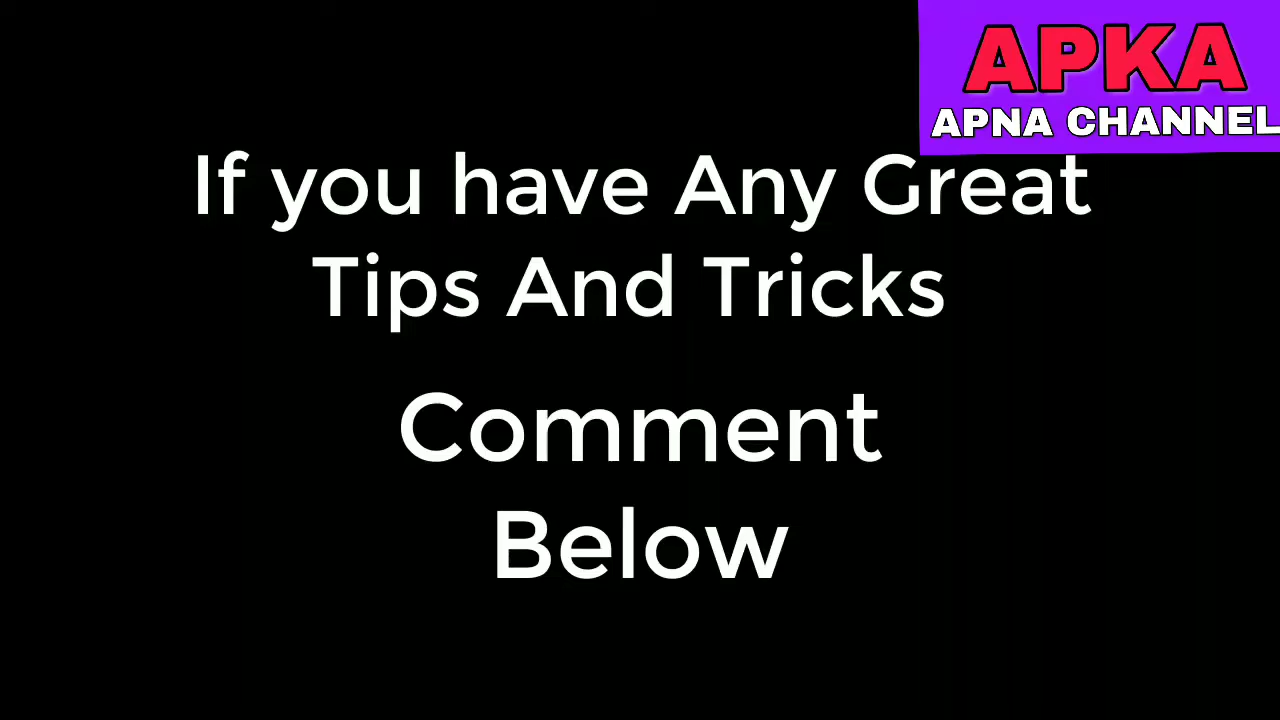 APKA
APNA CHANNEL
If you have Any Great
Tips And Tricks
Comment
Below